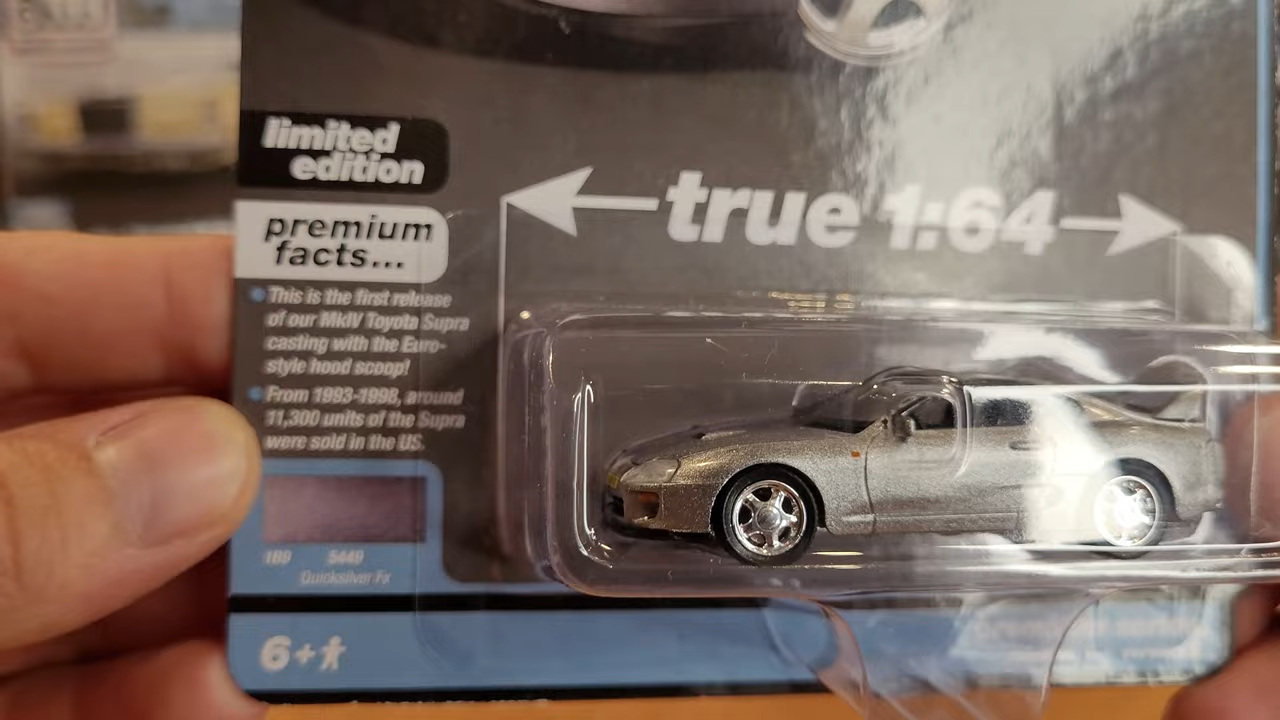 limited
edition
premium
facts...
This is the first release
of our MkIV Toyota Supra
casting with the Euro-
style hood scoop!
From 1993-1998, around
11,300 units of the Supra
were sold in the US.
5449
Quicksilver Fx
6+
true 1:64